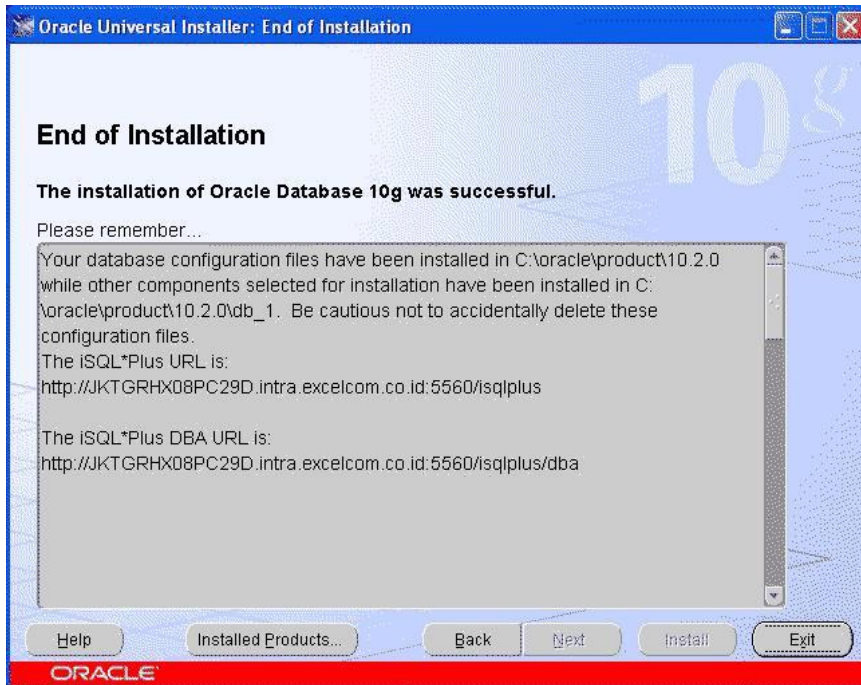 Oracle Universal Installer: End of Installation
10g
End of Installation
The installation of Oracle Database 10g was successful.
Please remember...
Your database configuration files have been installed in C:\oracle\product\10.2.0
while other components selected for installation have been installed in C:
\oracle\product\10.2.0\db_1. Be cautious not to accidentally delete these
configuration files.
The iSQL*Plus URL is:
http://JKTGRHX08PC29D.intra.excelcom.co.id:5560/isqlplus
The iSQL*Plus DBA URL is:
http://JKTGRHX08PC29D.intra.excelcom.co.id:5560/isqlplus/dba
Help Installed Products... Back Next Install Exit
ORACLE